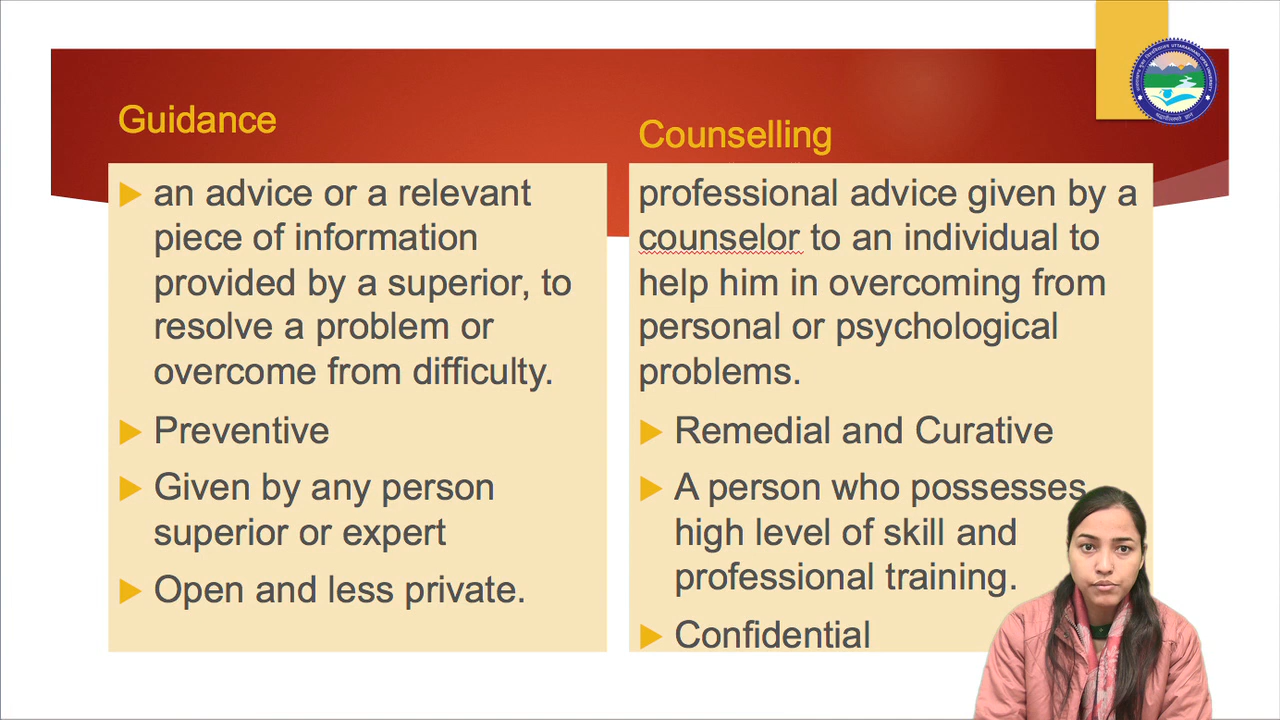 Guidance
an advice or a relevant
piece of information
provided by a superior, to
resolve a problem or
overcome from difficulty.
Preventive
Given by any person
superior or expert
Open and less private.
Counselling
professional advice given by a
counselor to an individual to
help him in overcoming from
personal or psychological
problems.
Remedial and Curative
A person who possesses
high level of skill and
professional training.
Confidential
UTTARAKHAND OPEN UNIVERSITY